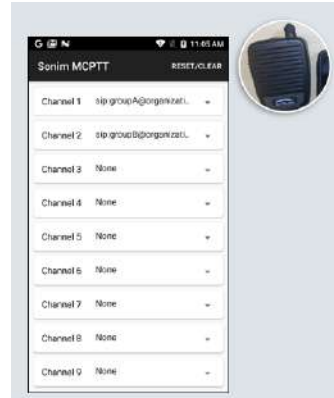 11:05 AM
Sonim MCPTT RESET/CLEAR
Channel 1 sip:groupA@organizati..
Channel 2 sip:groupB@organizati..
Channel 3 None
Channel 4 None
Channel 5 None
Channel 6 None
Channel 7 None
Channel 8 None
Channel 9 None